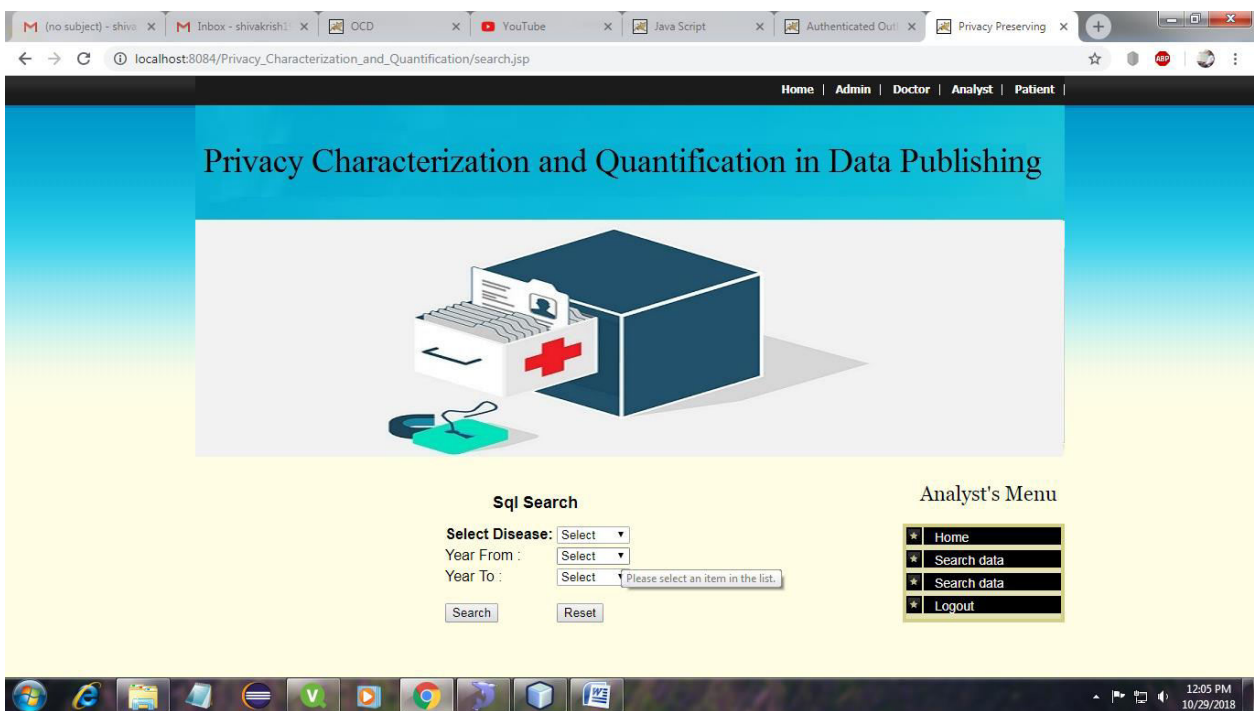 (no subject) - shiva
Inbox - shivakrish1
OCD
YouTube
Java Script
Authenticated Outl
Privacy Preserving
localhost:8084/Privacy_Characterization_and_Quantification/search.jsp
ABP
Home | Admin | Doctor | Analyst | Patient |
Privacy Characterization and Quantification in Data Publishing
Sql Search
Select Disease: Select
Year From : Select
Year To : Select
Please select an item in the list.
Search Reset
Analyst's Menu
Home
Search data
Search data
Logout
12:05 PM
10/29/2018